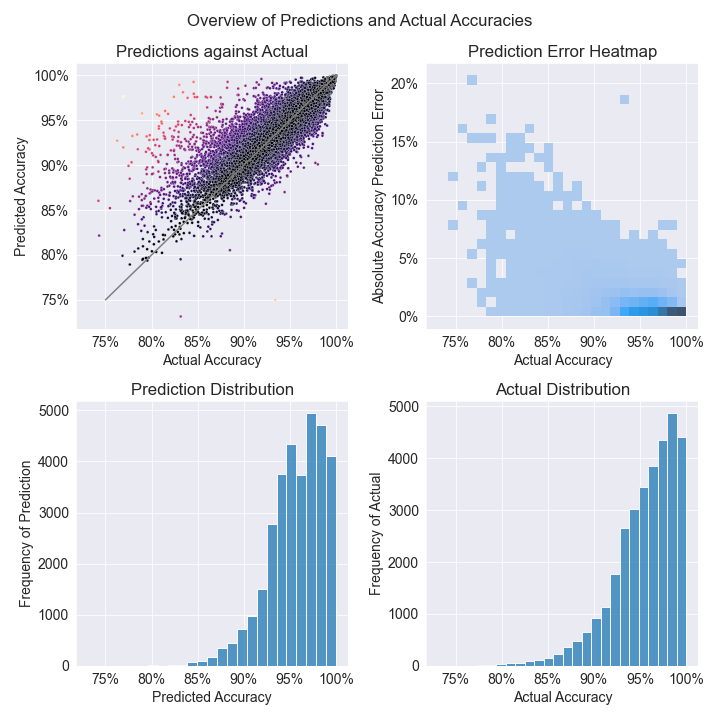 Overview of Predictions and Actual Accuracies
Predictions against Actual
100%
95%
90%
85%
80%
75%
Predicted Accuracy
75% 80% 85% 90% 95% 100%
Actual Accuracy
Prediction Error Heatmap
20%
15%
10%
5%
0%
Absolute Accuracy Prediction Error
75% 80% 85% 90% 95% 100%
Actual Accuracy
Prediction Distribution
5000
4000
3000
2000
1000
0
Frequency of Prediction
75% 80% 85% 90% 95% 100%
Predicted Accuracy
Actual Distribution
5000
4000
3000
2000
1000
0
Frequency of Actual
75% 80% 85% 90% 95% 100%
Actual Accuracy